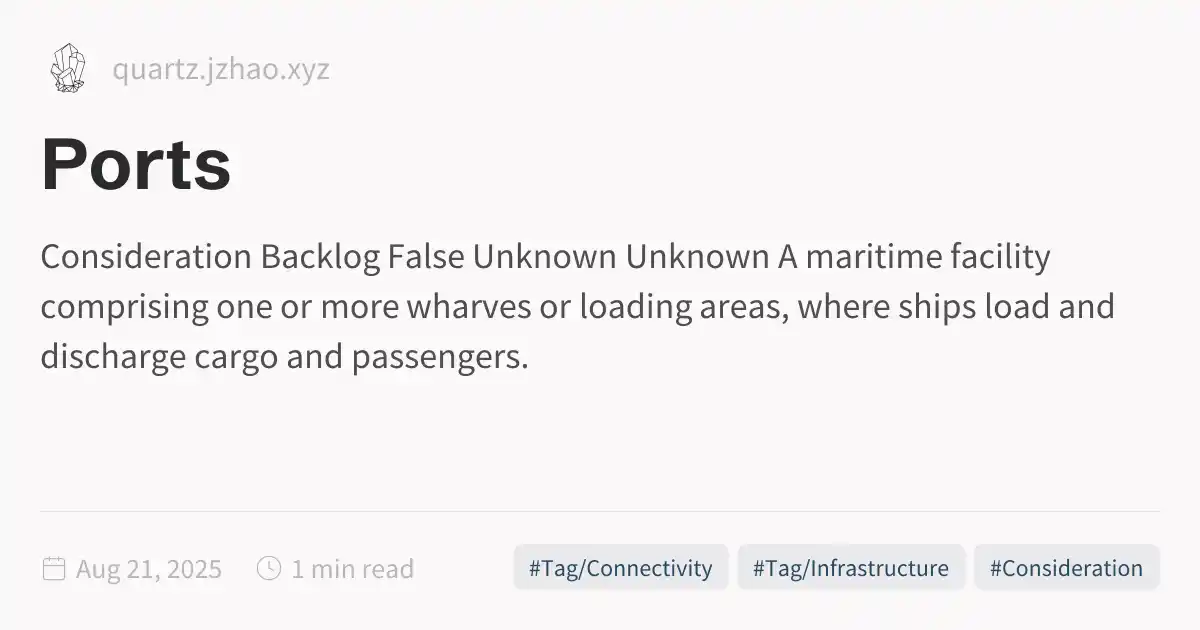 quartz.jzhao.xyz
Ports
Consideration Backlog False Unknown Unknown A maritime facility
comprising one or more wharves or loading areas, where ships load and
discharge cargo and passengers.
Aug 21, 2025 1 min read #Tag/Connectivity #Tag/Infrastructure #Consideration